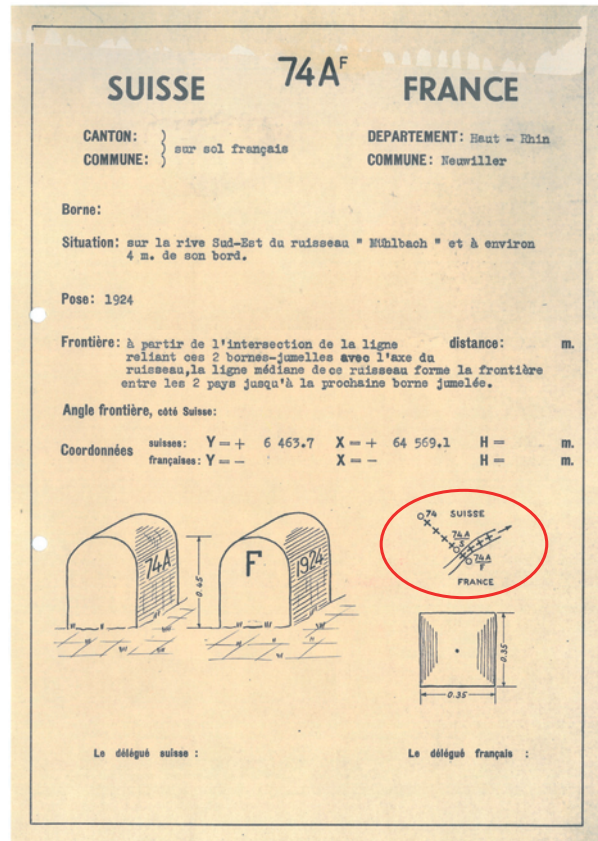 74AF
SUISSE FRANCE
CANTON: DEPARTEMENT: Haut - Rhin
sur sol français
COMMUNE: COMMUNE: Neuwiller
Borne:
Situation: sur la rive Sud-Est du ruisseau " Mühlbach " et à environ
4 m. de son bord.
Pose: 1924
Frontière: à partir de l'intersection de la ligne distance: m.
reliant ces 2 bornes-jumelles avec l'axe du
ruisseau,la ligne médiane de ce ruisseau forme la frontière
entre les 2 pays jusqu'à la prochaine borne jumelée.
Angle frontière, côté Suisse:
Coordonnées
suisses: Y = + 6 463.7 X = + 64 569.1 H = m.
françaises: Y = - X = - H = m.
74A
0.45
F
1924
74 SUISSE
74A
S
74A
F
FRANCE
0.35
0.35
Le délégué suisse : Le délégué français :